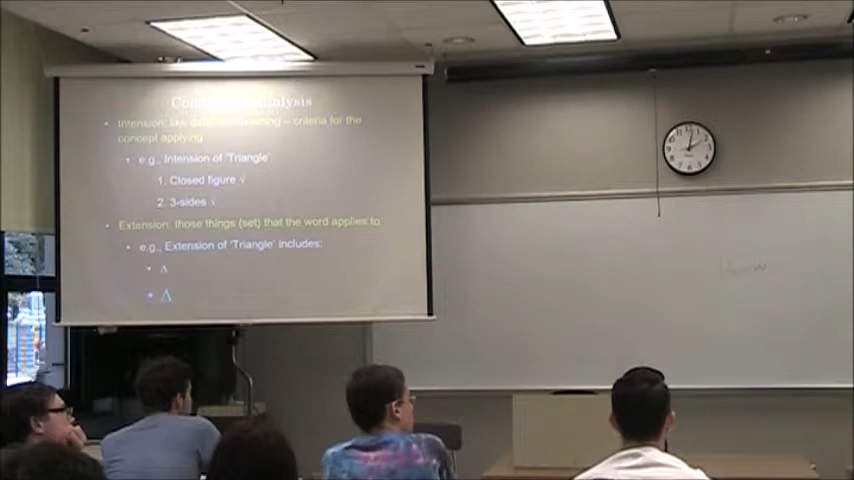 Analysis
• Intension: like – criteria for the
concept applying
• e.g., Intension of 'Triangle'
1. Closed figure √
2. 3-sides √
• Extension: those things (set) that the word applies to
• e.g., Extension of 'Triangle' includes:
• Δ
• Δ